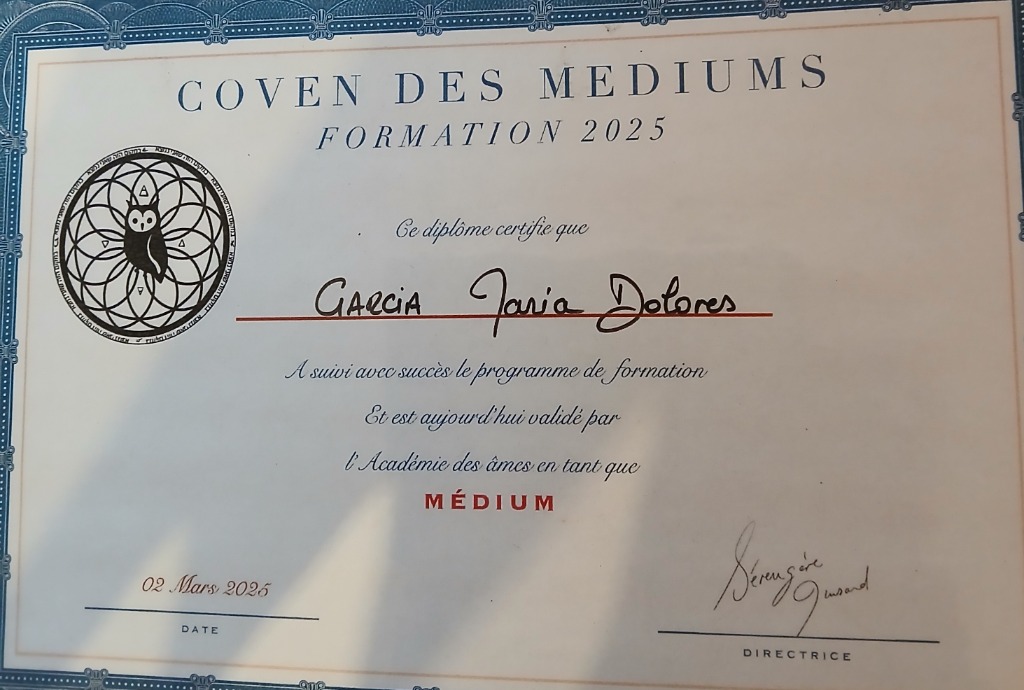 COVEN DES MEDIUMS
FORMATION 2025
Ce diplôme certifie que
GARCIA Maria Dolores
A suivi avec succès le programme de formation
Et est aujourd'hui validé par
l'Académie des âmes en tant que
MÉDIUM
02 Mars 2025
DATE
DIRECTRICE